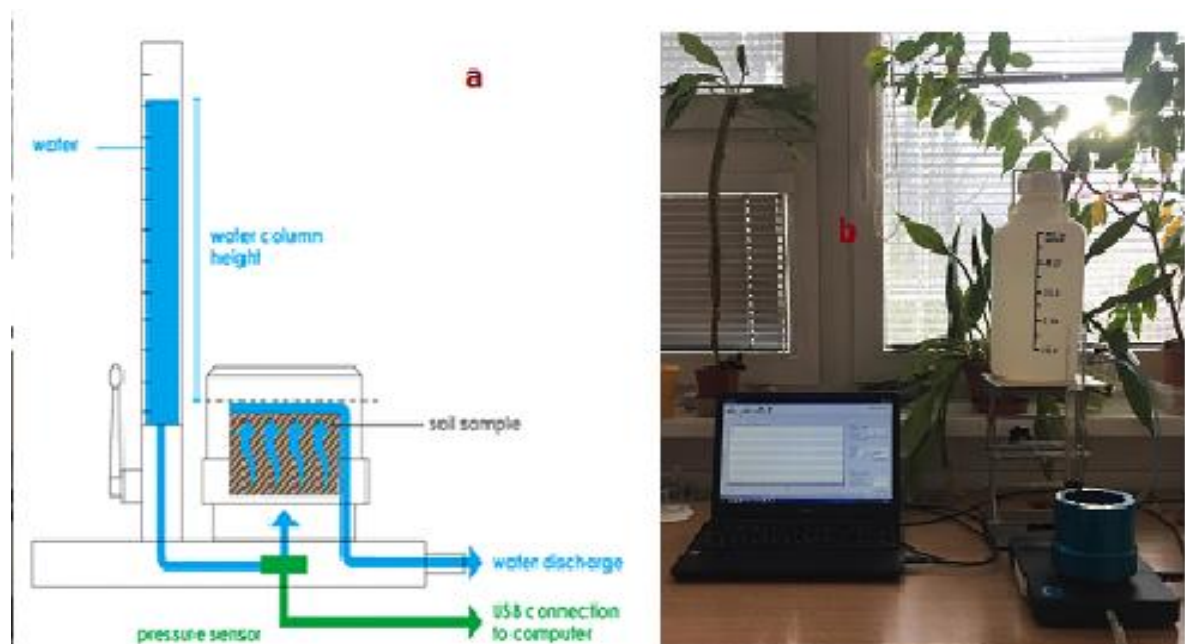 a
water
water column
height
soil sample
water discharge
USB connection
to computer
pressure sensor
b